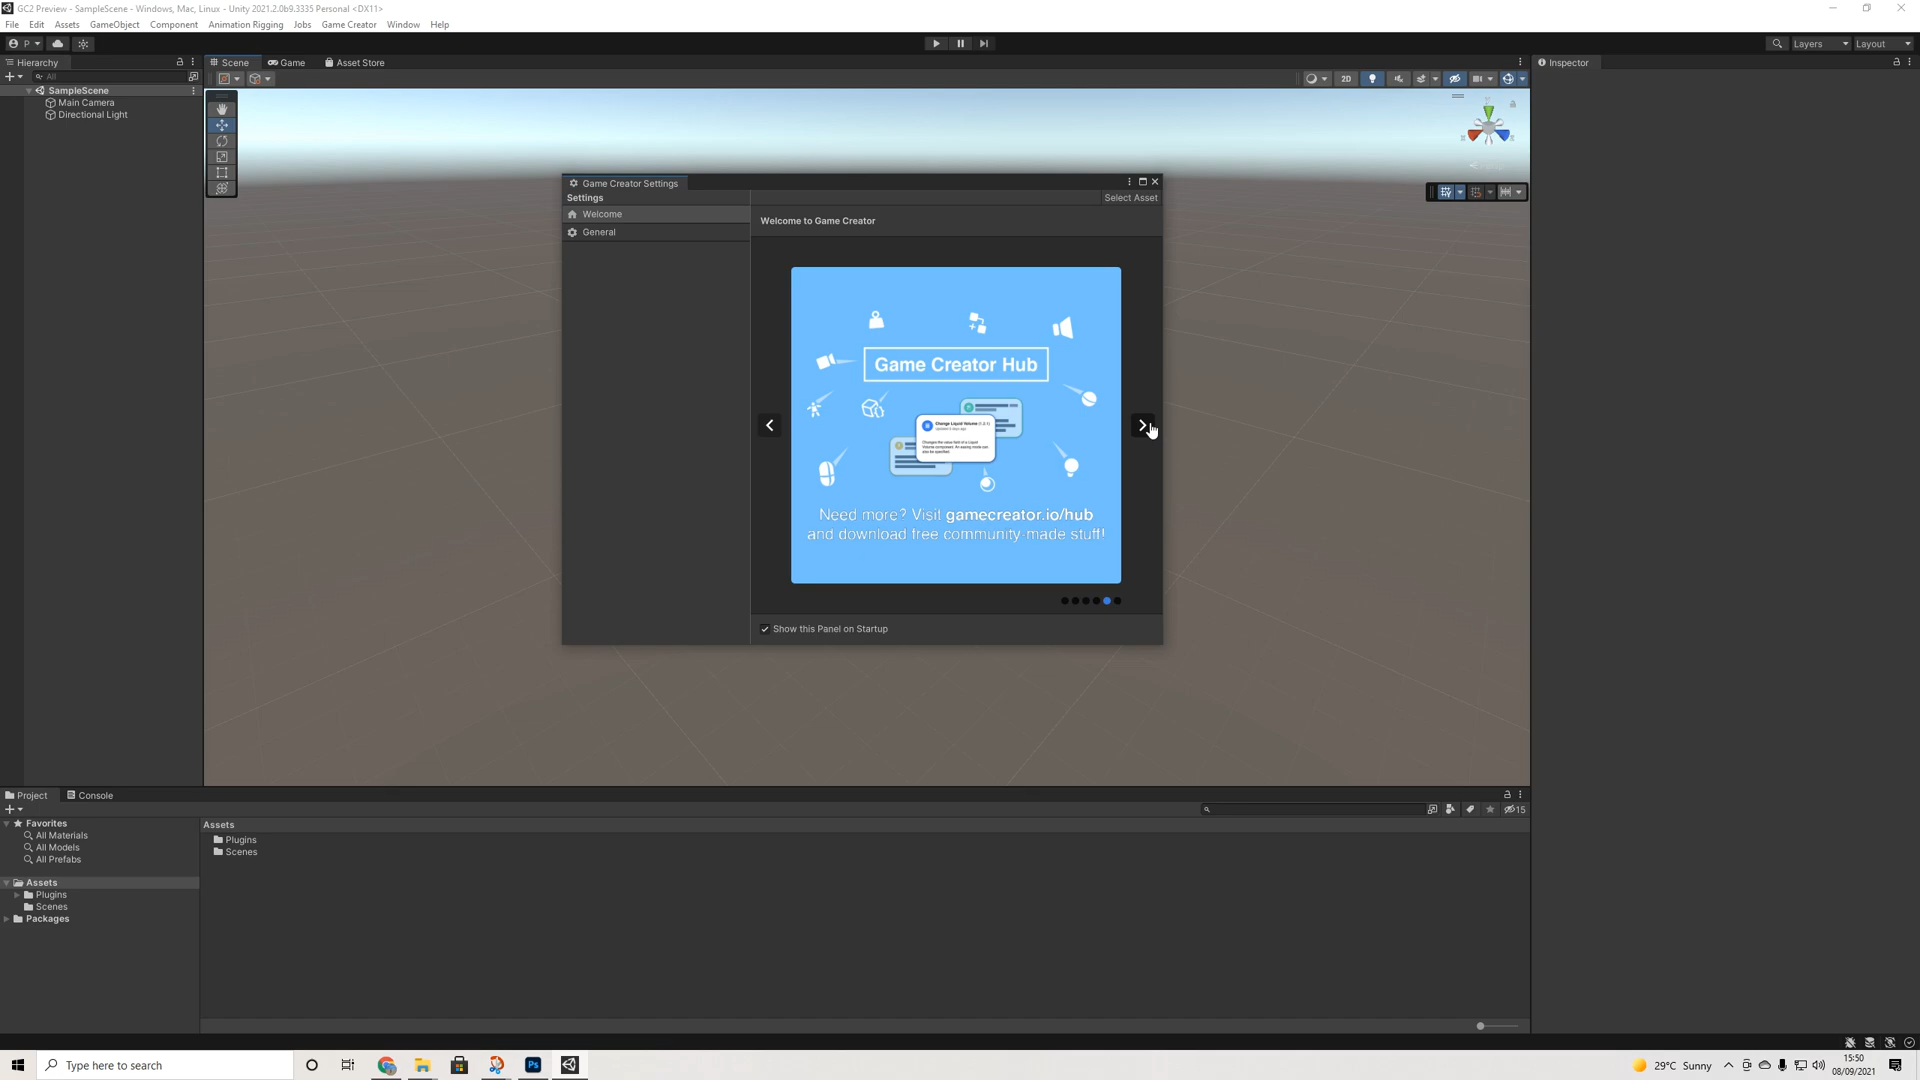 GC2 Preview - SampleScene - Windows, Mac, Linux - Unity 2021.2.0b9.3335 Personal <DX11>
File Edit Assets GameObject Component Animation Rigging Jobs Game Creator Window Help
P Layers Layout
Hierarchy Scene Game Asset Store Inspector
All 2D
SampleScene
Main Camera
Directional Light
Game Creator Settings
Settings Select Asset
Welcome
General
Welcome to Game Creator
Game Creator Hub
Change Liquid Volume
Need more? Visit gamecreator.io/hub
and download free community-made stuff!
Show this Panel on Startup
Project Console
15
Favorites
All Materials
All Models
All Prefabs
Assets
Plugins
Scenes
Packages
Assets
Plugins
Scenes
Type here to search
Ps
29°C Sunny
15:50
08/09/2021